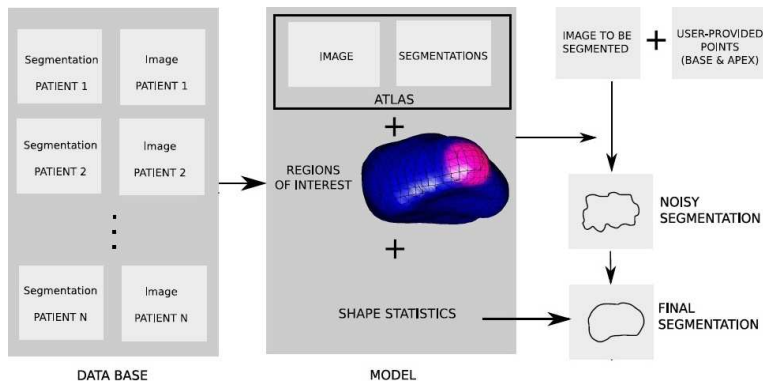 Segmentation
PATIENT 1
Image
PATIENT 1
Segmentation
PATIENT 2
Image
PATIENT 2
Segmentation
PATIENT N
Image
PATIENT N
DATA BASE
IMAGE
SEGMENTATIONS
ATLAS
+
REGIONS
OF INTEREST
+
SHAPE STATISTICS
MODEL
IMAGE TO BE
SEGMENTED
+
USER-PROVIDED
POINTS
(BASE & APEX)
NOISY
SEGMENTATION
FINAL
SEGMENTATION